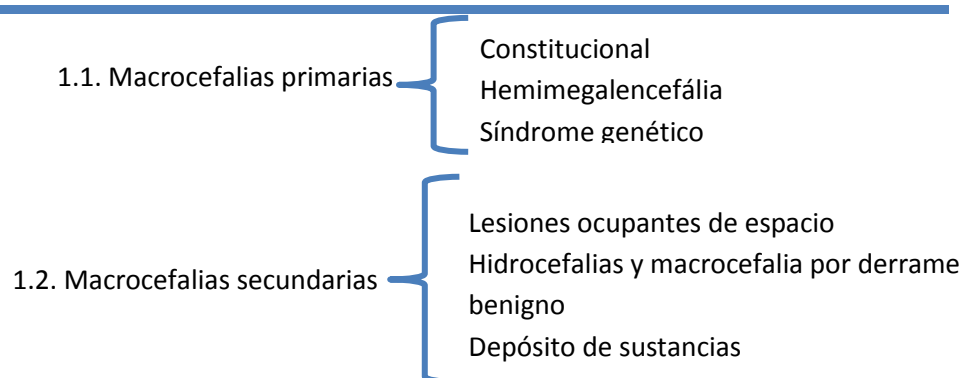 1.1. Macrocefalias primarias
Constitucional
Hemimegalencefália
Síndrome genético
1.2. Macrocefalias secundarias
Lesiones ocupantes de espacio
Hidrocefalias y macrocefalia por derrame
benigno
Depósito de sustancias